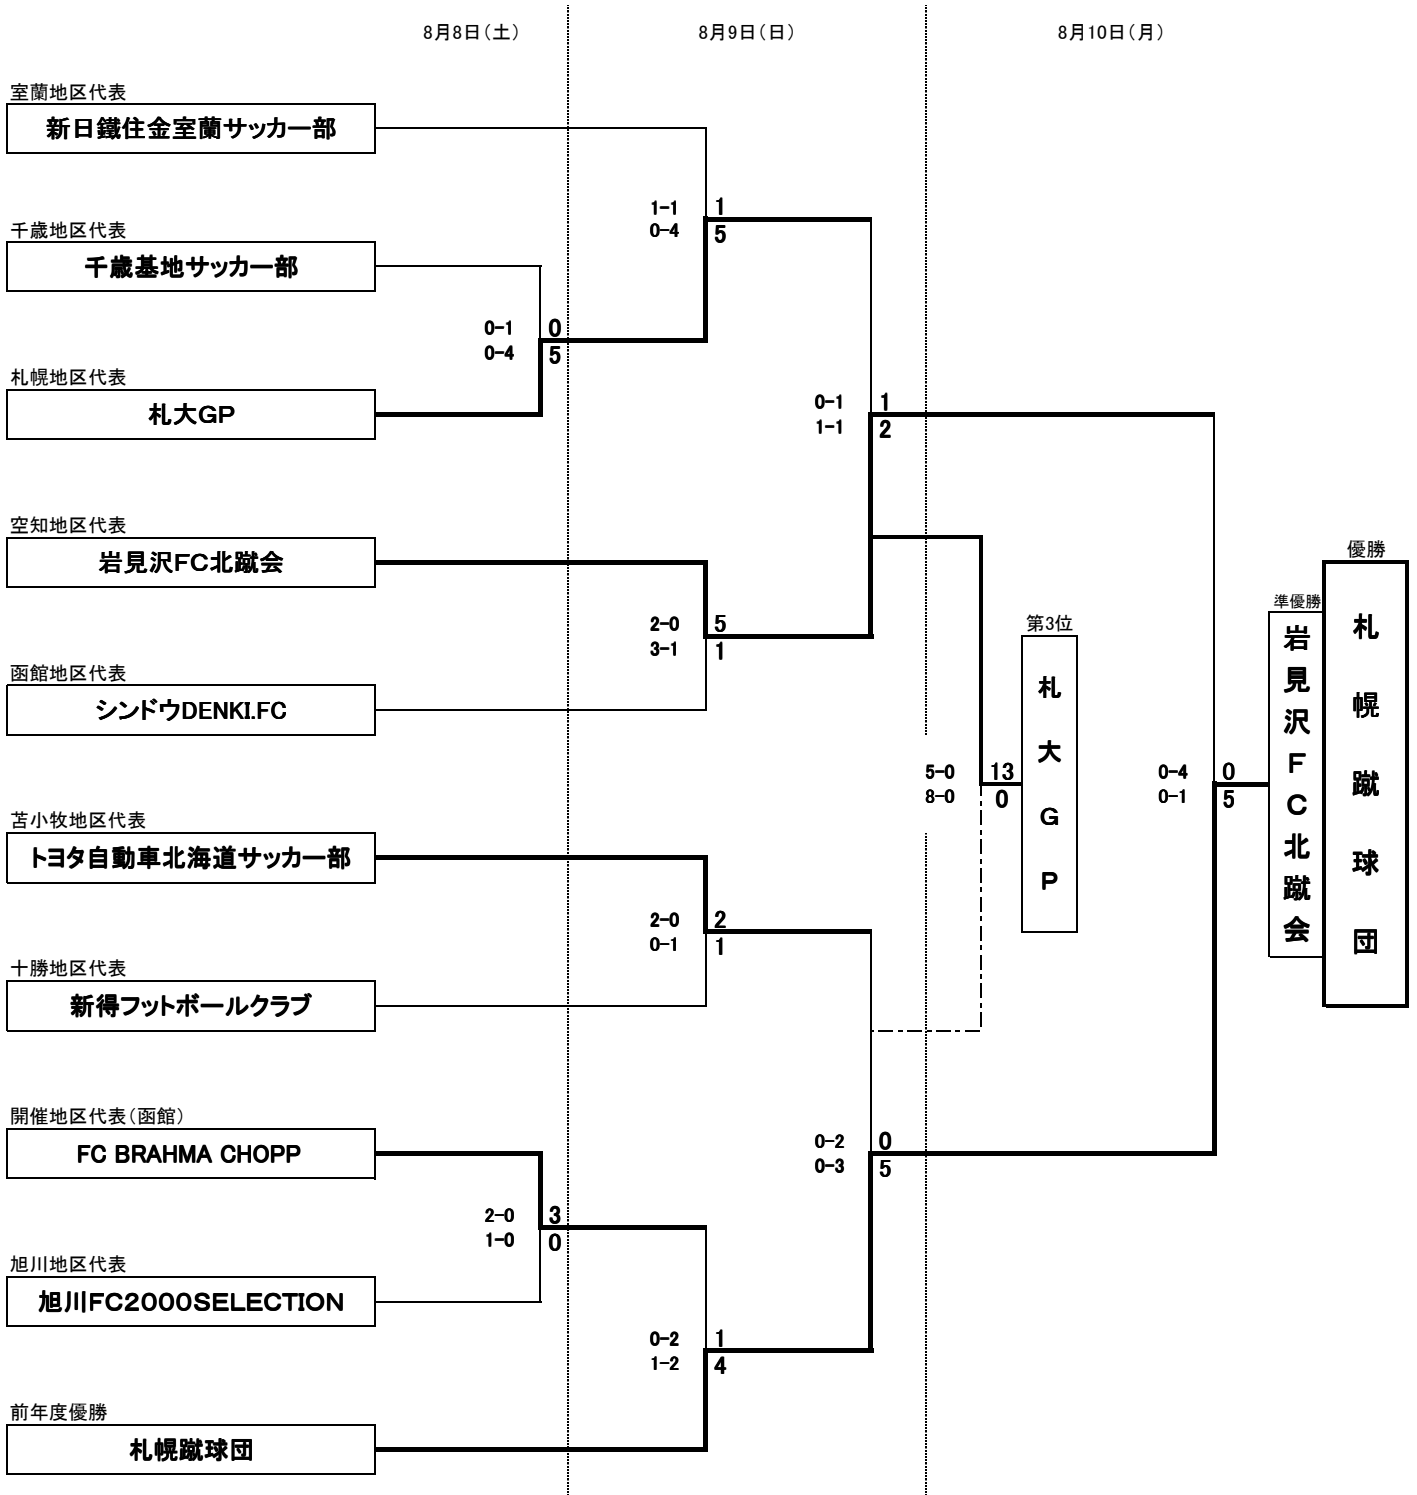 8月8日(土)
8月9日(日)
8月10日(月)
室蘭地区代表
新日鐵住金室蘭サッカー部
1-1 1
0-4 5
千歳地区代表
千歳基地サッカー部
0-1 0
0-4 5
札幌地区代表
札大GP
0-1 1
1-1 2
空知地区代表
岩見沢FC北蹴会
2-0 5
3-1 1
函館地区代表
シンドウDENKI.FC
第3位
札大GP
5-0 13
8-0 0
0-4 0
0-1 5
準優勝
岩見沢FC北蹴会
優勝
札幌蹴球団
苫小牧地区代表
トヨタ自動車北海道サッカー部
2-0 2
0-1 1
十勝地区代表
新得フットボールクラブ
開催地区代表(函館)
FC BRAHMA CHOPP
0-2 0
0-3 5
2-0 3
1-0 0
旭川地区代表
旭川FC2000SELECTION
0-2 1
1-2 4
前年度優勝
札幌蹴球団